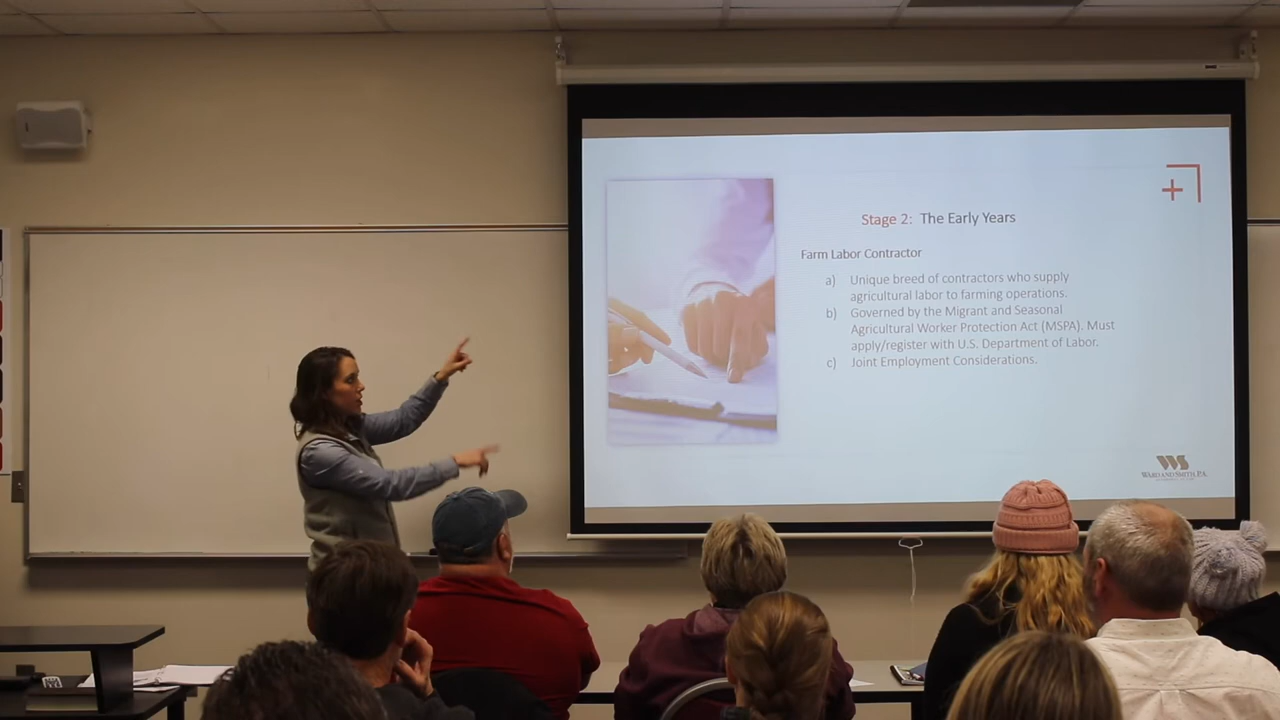 Stage 2: The Early Years
Farm Labor Contractor
a) Unique breed of contractors who supply
agricultural labor to farming operations.
b) Governed by the Migrant and Seasonal
Agricultural Worker Protection Act (MSPA). Must
apply/register with U.S. Department of Labor.
c) Joint Employment Considerations.
WARD AND SMITH, P.A.